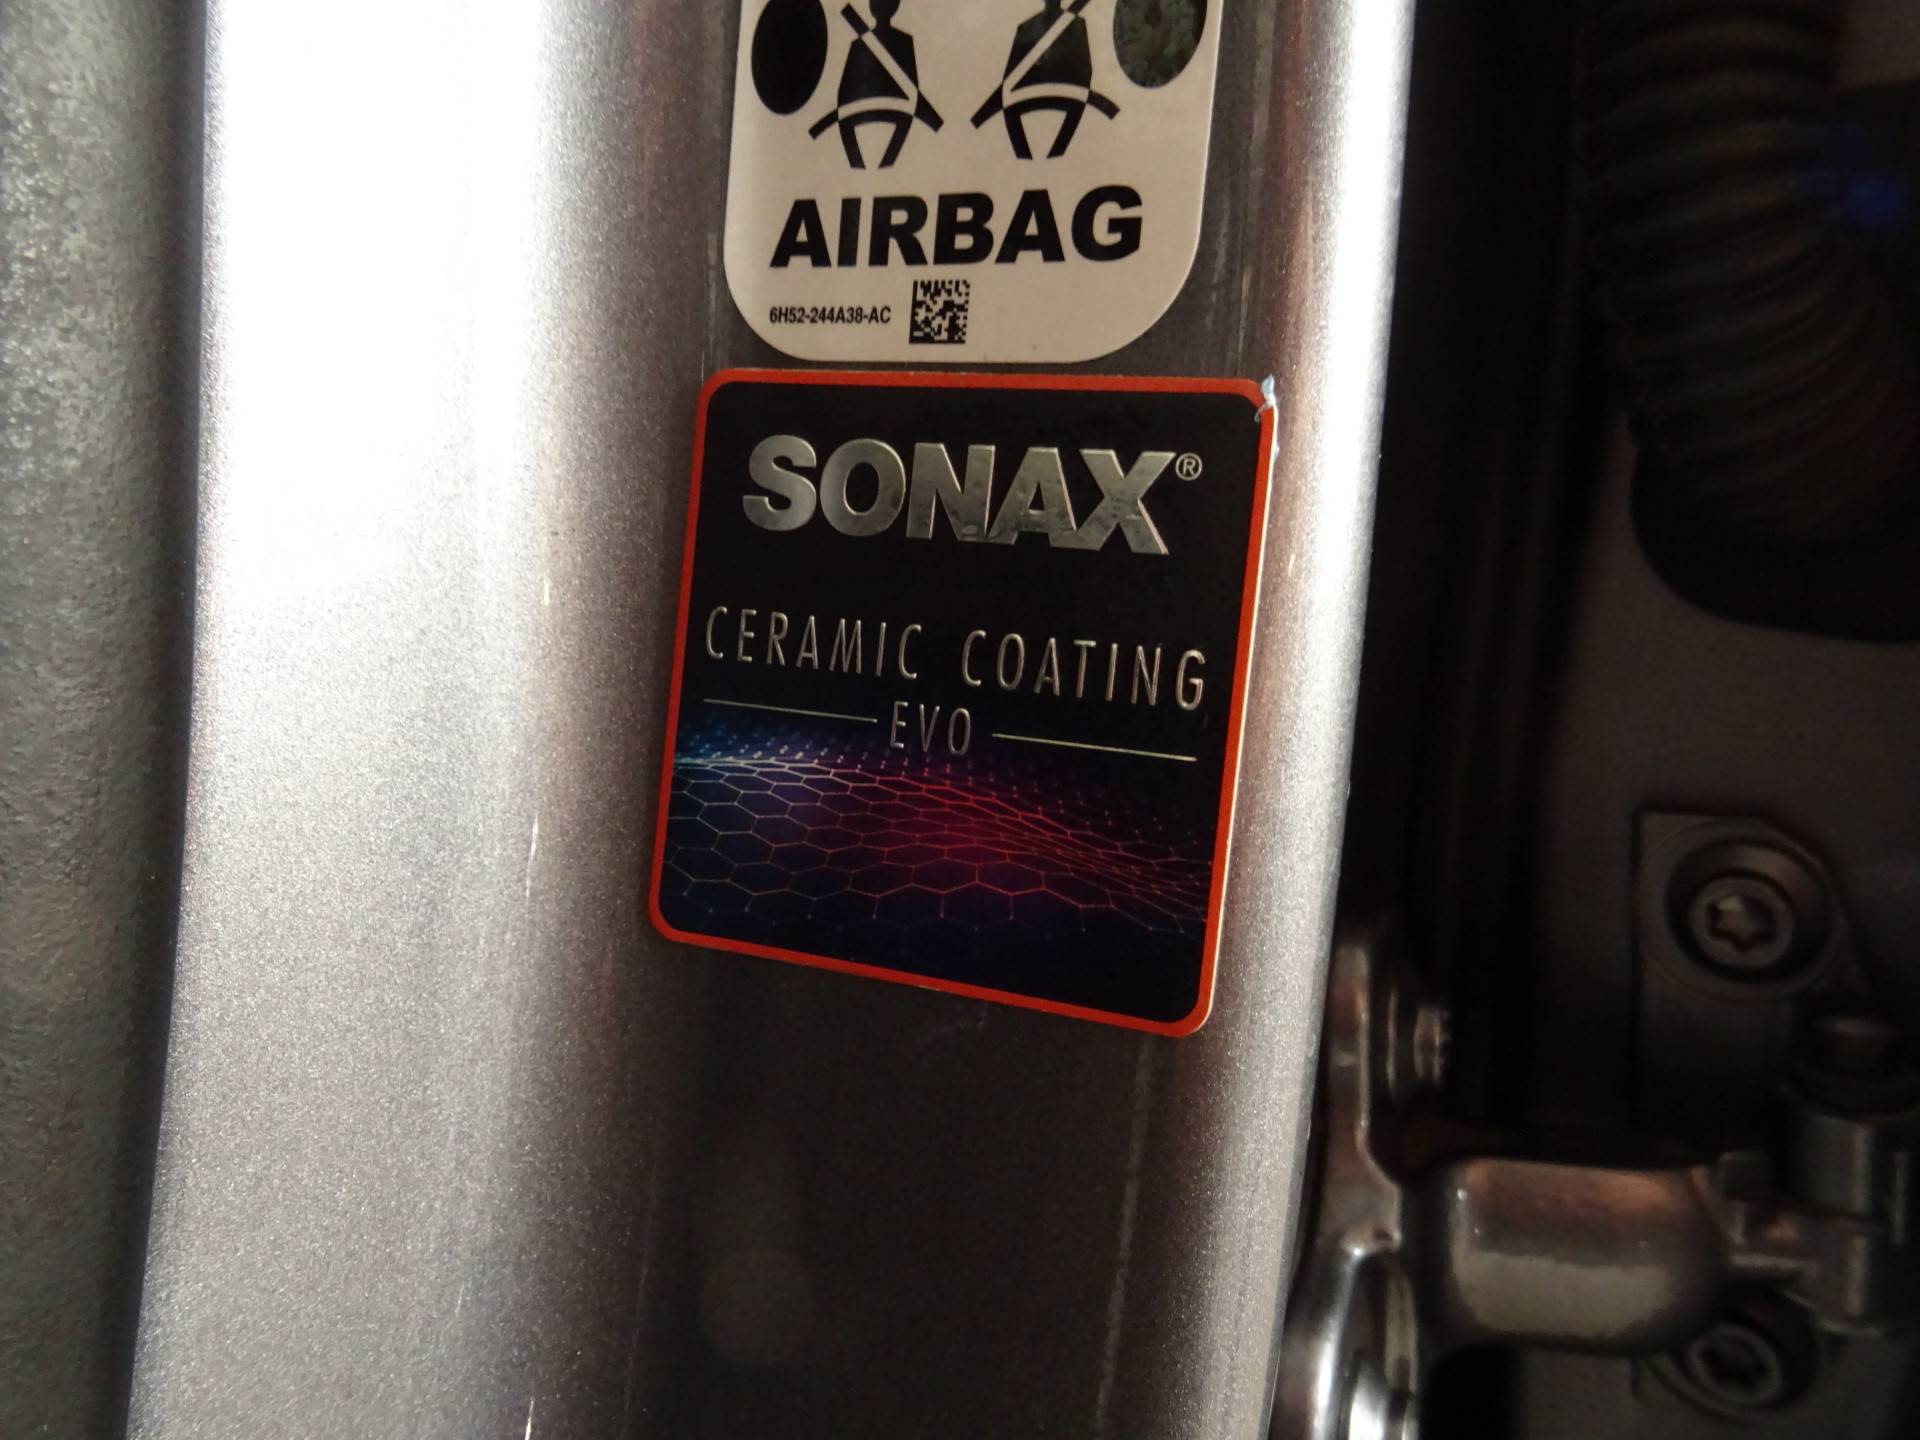 AIRBAG
6H52-244A38-AC
SONAX®
CERAMIC COATING
EVO